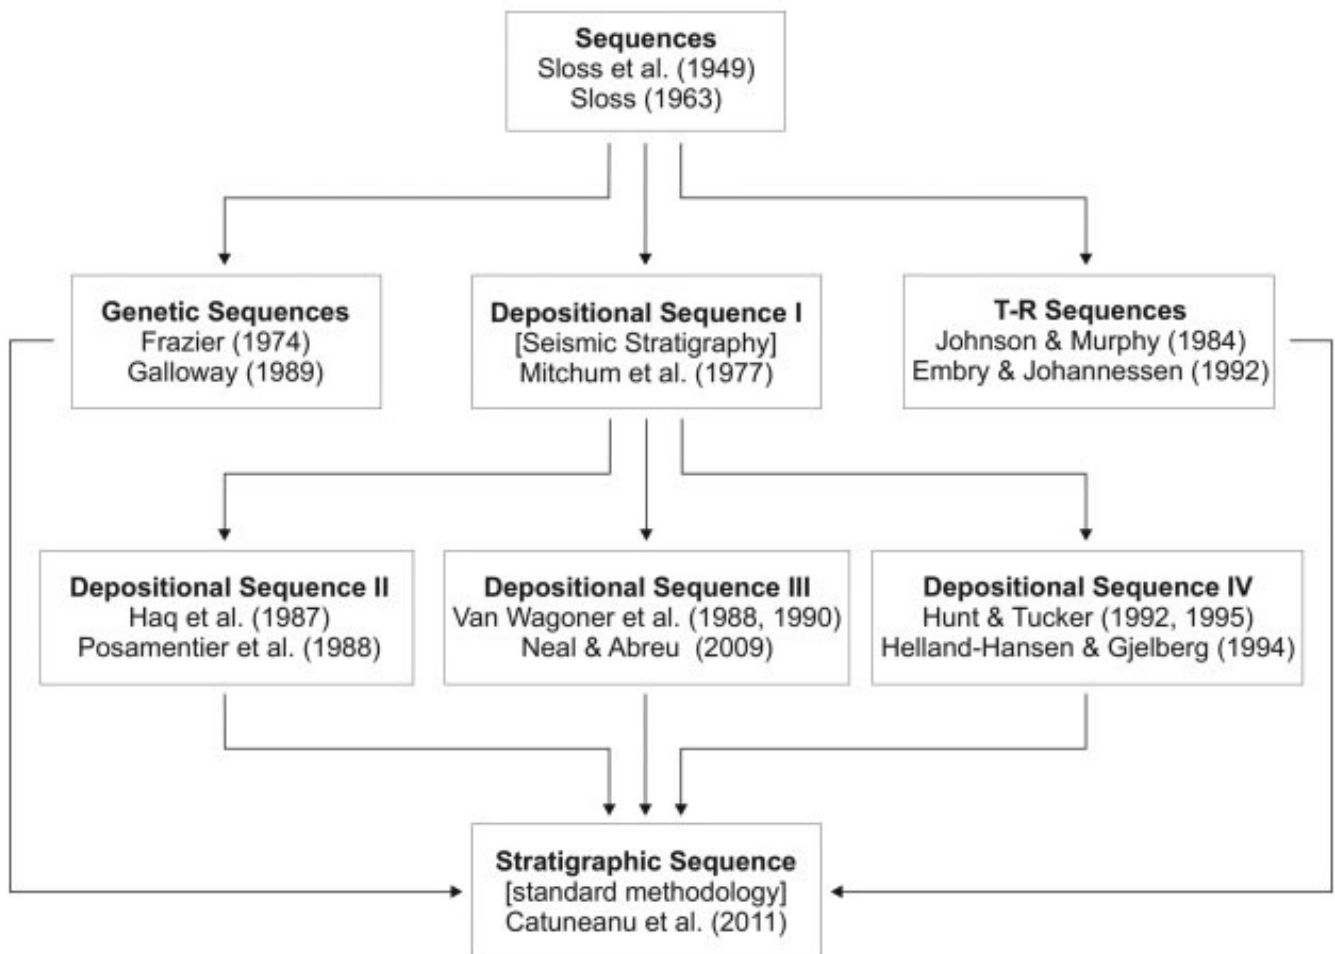 Sequences
Sloss et al. (1949)
Sloss (1963)
Genetic Sequences
Frazier (1974)
Galloway (1989)
Depositional Sequence I
[Seismic Stratigraphy]
Mitchum et al. (1977)
T-R Sequences
Johnson & Murphy (1984)
Embry & Johannessen (1992)
Depositional Sequence II
Haq et al. (1987)
Posamentier et al. (1988)
Depositional Sequence III
Van Wagoner et al. (1988, 1990)
Neal & Abreu (2009)
Depositional Sequence IV
Hunt & Tucker (1992, 1995)
Helland-Hansen & Gjelberg (1994)
Stratigraphic Sequence
[standard methodology]
Catuneanu et al. (2011)